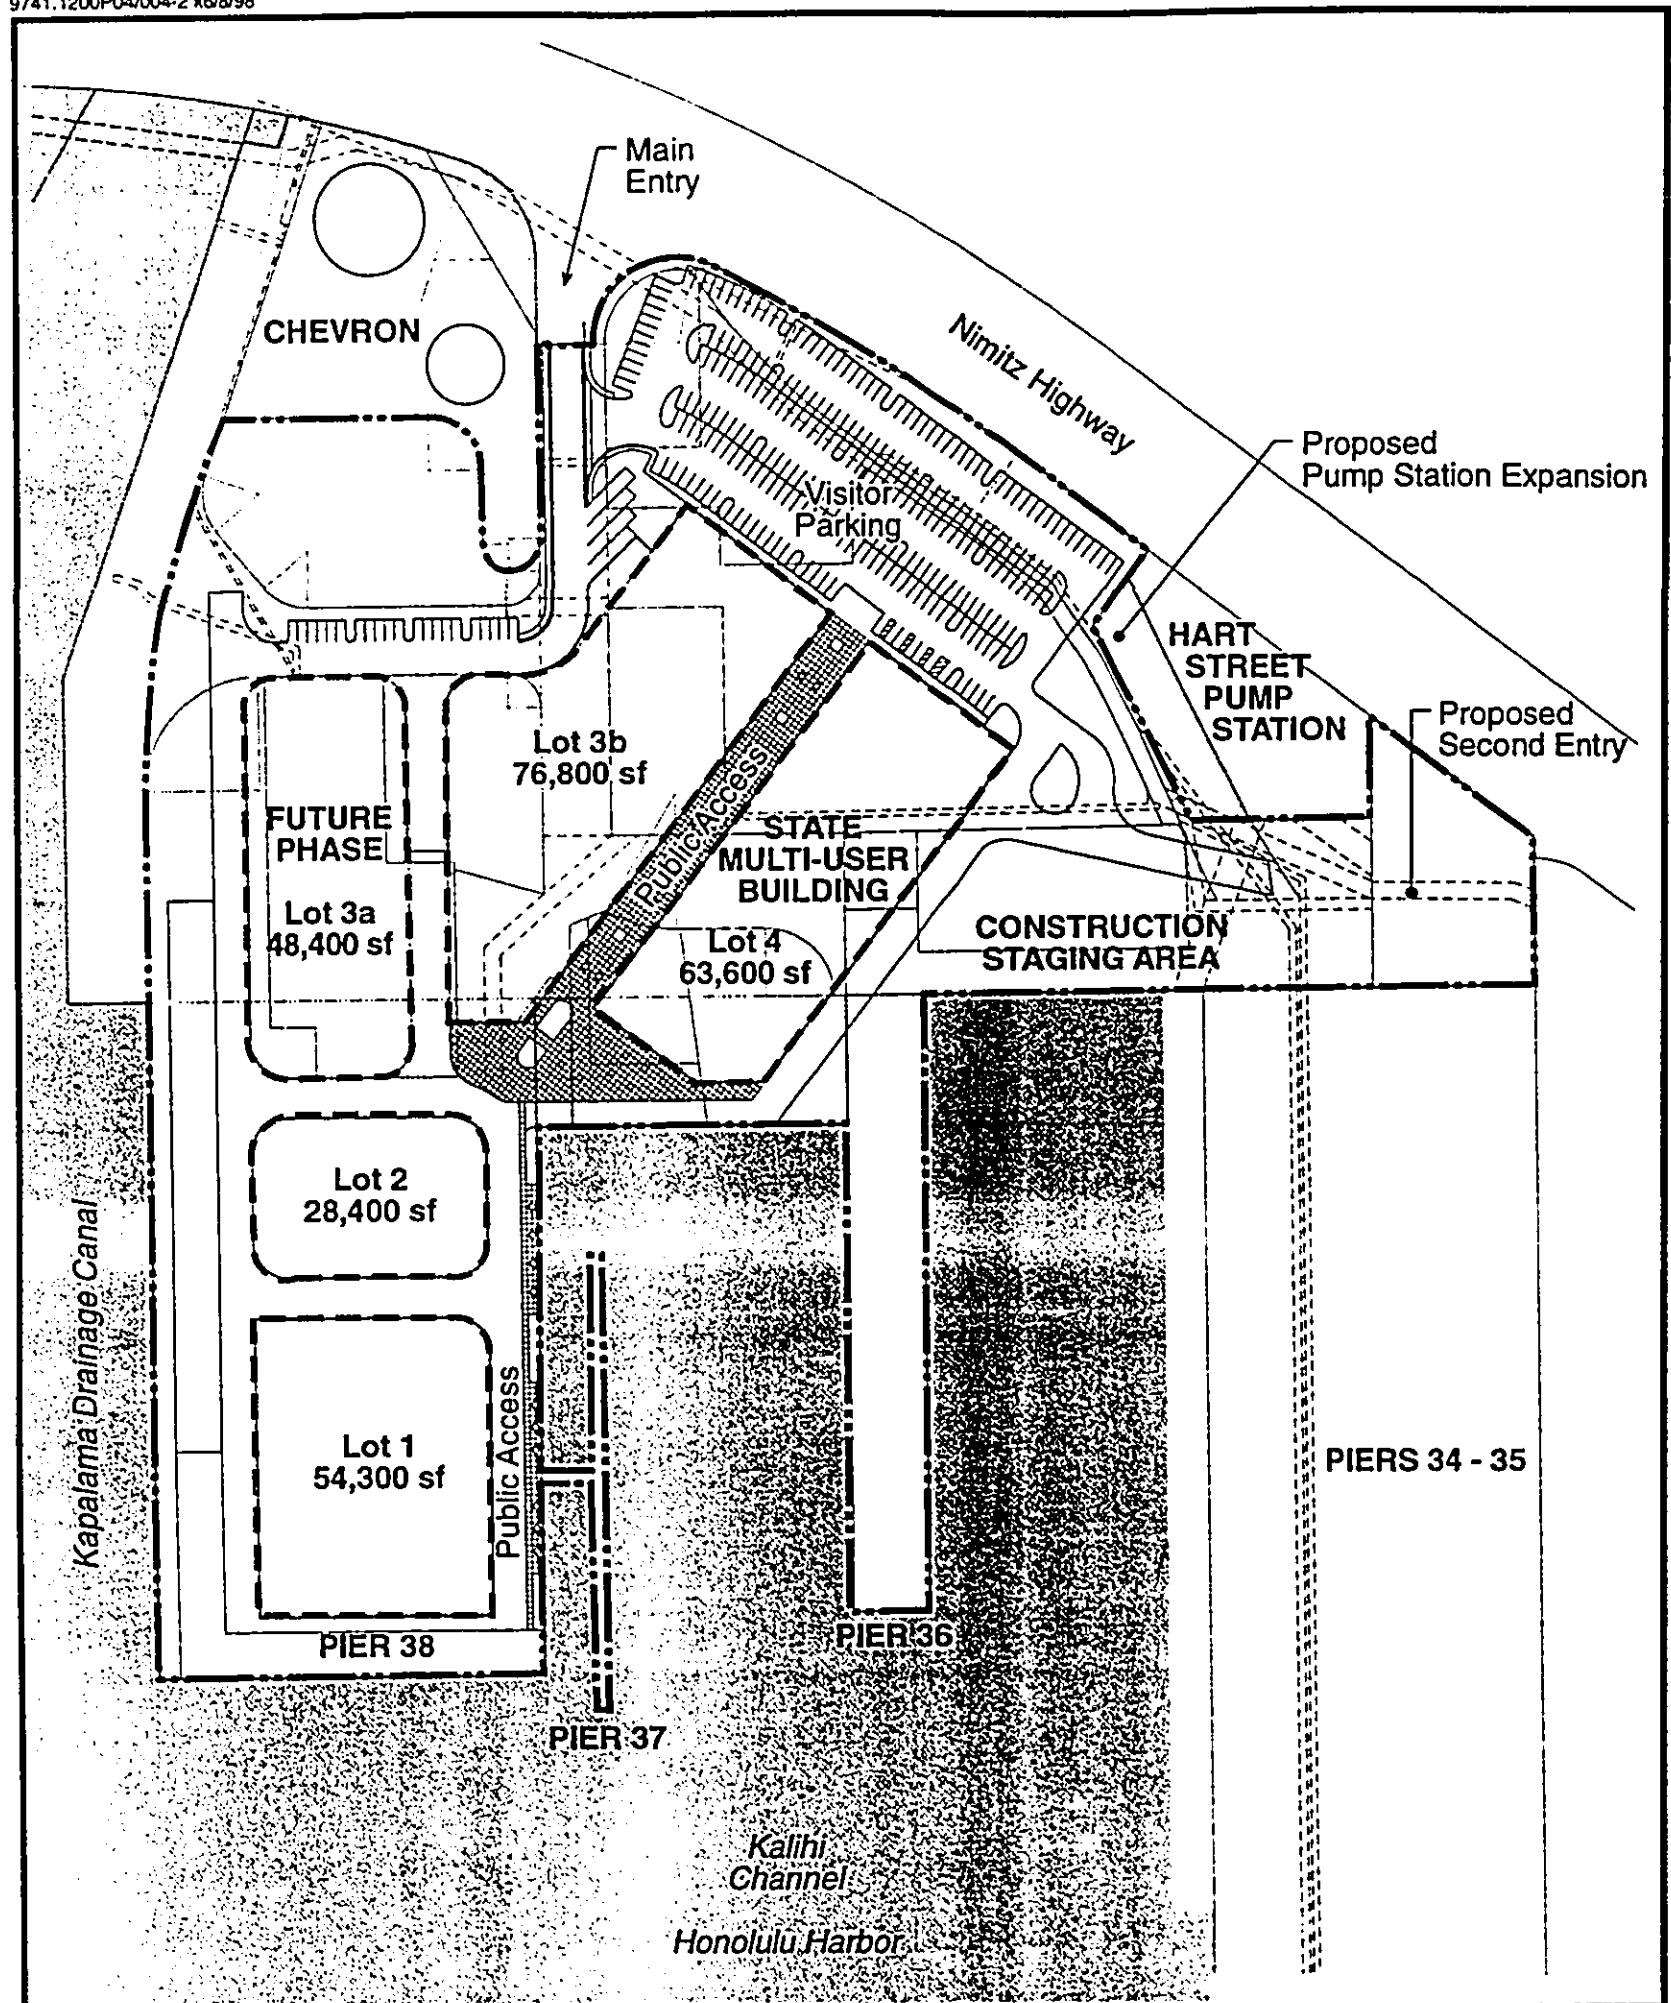 9741.1200P04/004-2 k6/8/98
Main
Entry
CHEVRON
Nimitz Highway
Proposed
Pump Station Expansion
Visitor
Parking
HART
STREET
PUMP
STATION
Proposed
Second Entry
Lot 3b
76,800 sf
Public Access
FUTURE
PHASE
STATE
MULTI-USER
BUILDING
Lot 3a
48,400 sf
Lot 4
63,600 sf
CONSTRUCTION
STAGING AREA
Lot 2
28,400 sf
Kapalama Drainage Canal
Lot 1
54,300 sf
Public Access
PIERS 34 - 35
PIER 38
PIER 36
PIER 37
Kalihi
Channel
Honolulu Harbor